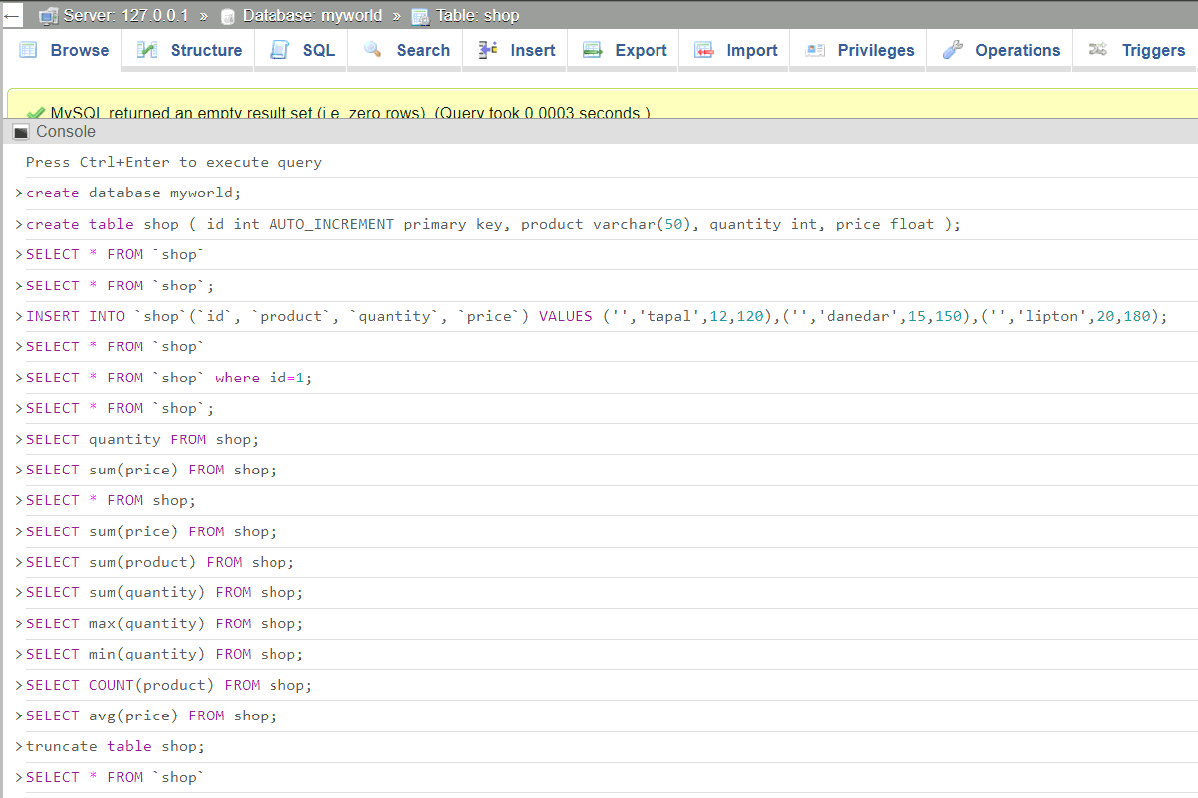 Server: 127.0.0.1 » Database: myworld » Table: shop
Browse Structure SQL Search Insert Export Import Privileges Operations Triggers
MySQL returned an empty result set (i.e. zero rows). (Query took 0.0003 seconds.)
Console
Press Ctrl+Enter to execute query
>create database myworld;
>create table shop ( id int AUTO_INCREMENT primary key, product varchar(50), quantity int, price float );
>SELECT * FROM `shop`
>SELECT * FROM `shop`;
>INSERT INTO `shop`(`id`, `product`, `quantity`, `price`) VALUES ('','tapal',12,120),('','danedar',15,150),('','lipton',20,180);
>SELECT * FROM `shop`
>SELECT * FROM `shop` where id=1;
>SELECT * FROM `shop`;
>SELECT quantity FROM shop;
>SELECT sum(price) FROM shop;
>SELECT * FROM shop;
>SELECT sum(price) FROM shop;
>SELECT sum(product) FROM shop;
>SELECT sum(quantity) FROM shop;
>SELECT max(quantity) FROM shop;
>SELECT min(quantity) FROM shop;
>SELECT COUNT(product) FROM shop;
>SELECT avg(price) FROM shop;
>truncate table shop;
>SELECT * FROM `shop`